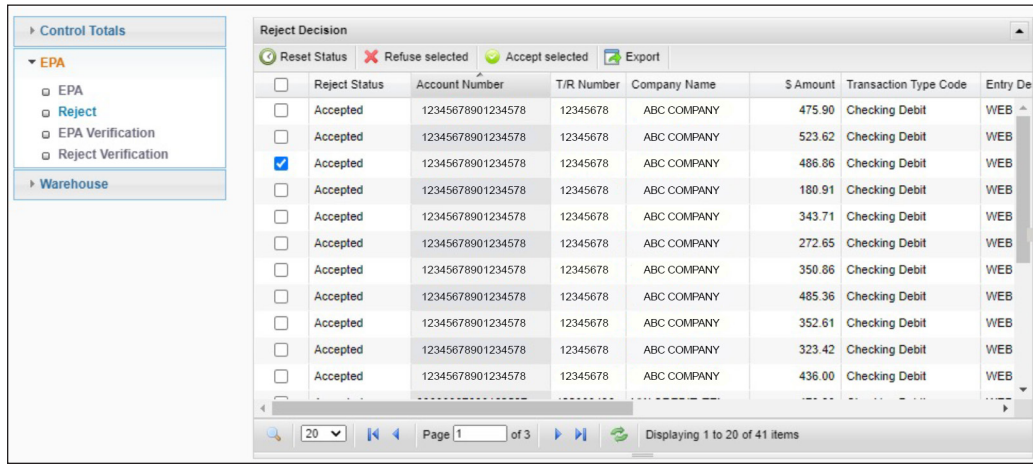 Control Totals
EPA
EPA
Reject
EPA Verification
Reject Verification
Warehouse
Reject Decision
Reset Status Refuse selected Accept selected Export
Reject Status Account Number T/R Number Company Name $ Amount Transaction Type Code Entry De
Accepted 12345678901234578 12345678 ABC COMPANY 475.90 Checking Debit WEB
Accepted 12345678901234578 12345678 ABC COMPANY 523.62 Checking Debit WEB
Accepted 12345678901234578 12345678 ABC COMPANY 486.86 Checking Debit WEB
Accepted 12345678901234578 12345678 ABC COMPANY 180.91 Checking Debit WEB
Accepted 12345678901234578 12345678 ABC COMPANY 343.71 Checking Debit WEB
Accepted 12345678901234578 12345678 ABC COMPANY 272.65 Checking Debit WEB
Accepted 12345678901234578 12345678 ABC COMPANY 350.86 Checking Debit WEB
Accepted 12345678901234578 12345678 ABC COMPANY 485.36 Checking Debit WEB
Accepted 12345678901234578 12345678 ABC COMPANY 352.61 Checking Debit WEB
Accepted 12345678901234578 12345678 ABC COMPANY 323.42 Checking Debit WEB
Accepted 12345678901234578 12345678 ABC COMPANY 436.00 Checking Debit WEB
20 Page 1 of 3 Displaying 1 to 20 of 41 items